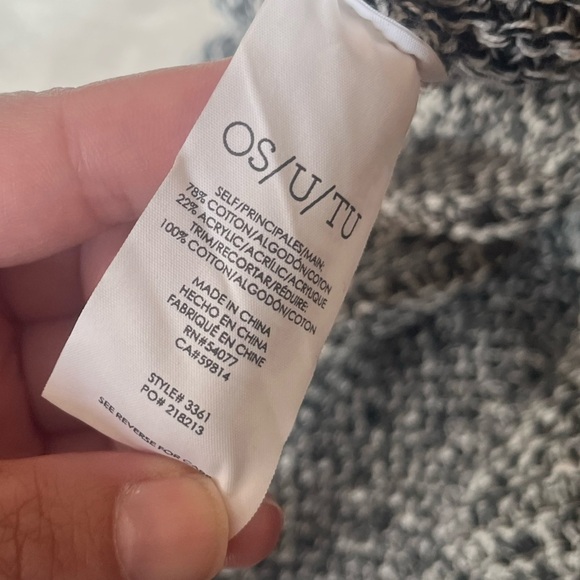 OS/U/TU
SELF/PRINCIPALES/MAIN:
78% COTTON/ALGODÓN/COTON
22% ACRYLIC/ACRÍLIC/ACRYLIQUE
TRIM/RECORTAR/RÉDUIRE:
100% COTTON/ALGODÓN/COTON
MADE IN CHINA
HECHO EN CHINA
FABRIQUÉ EN CHINE
RN#54077
CA#59814
STYLE# 3361
PO# 218213
SEE REVERSE FOR